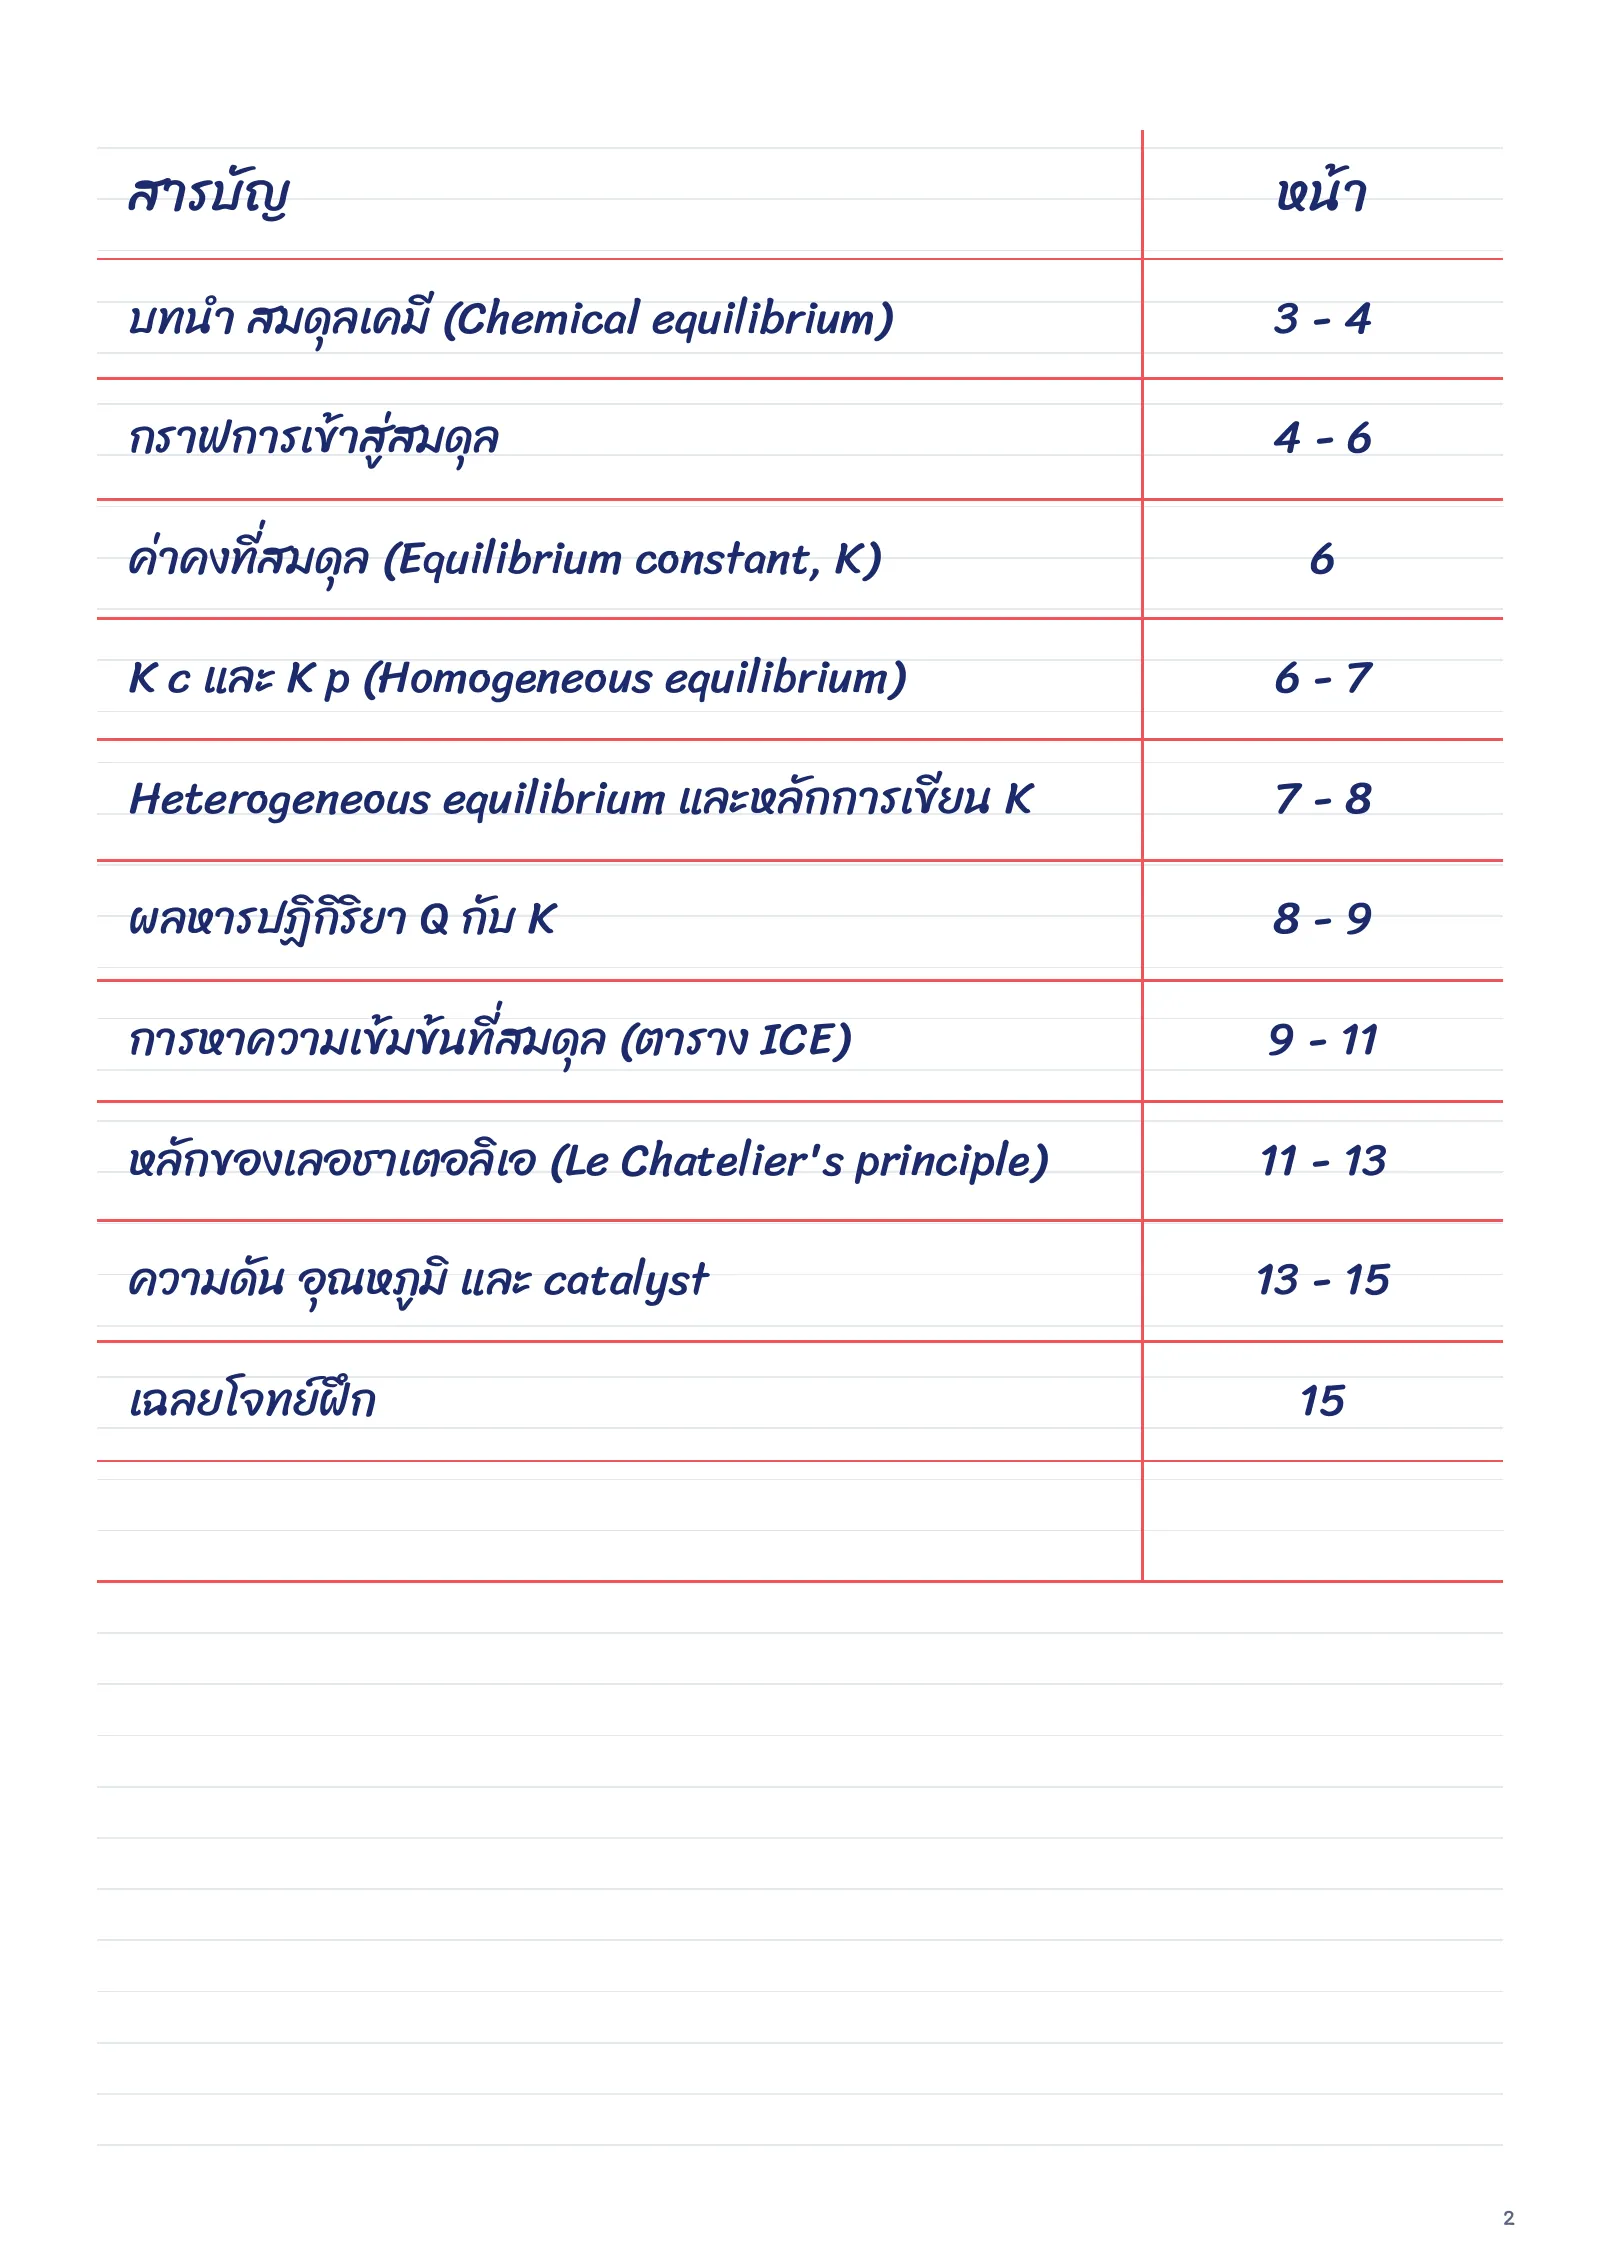 สารบัญ หน้า
บทนำ สมดุลเคมี (Chemical equilibrium) 3 - 4
กราฟการเข้าสู่สมดุล 4 - 6
ค่าคงที่สมดุล (Equilibrium constant, K) 6
K c และ K p (Homogeneous equilibrium) 6 - 7
Heterogeneous equilibrium และหลักการเขียน K 7 - 8
ผลหารปฏิกิริยา Q กับ K 8 - 9
การหาความเข้มข้นที่สมดุล (ตาราง ICE) 9 - 11
หลักของเลอชาเตอลิเอ (Le Chatelier's principle) 11 - 13
ความดัน อุณหภูมิ และ catalyst 13 - 15
เฉลยโจทย์ฝึก 15
2